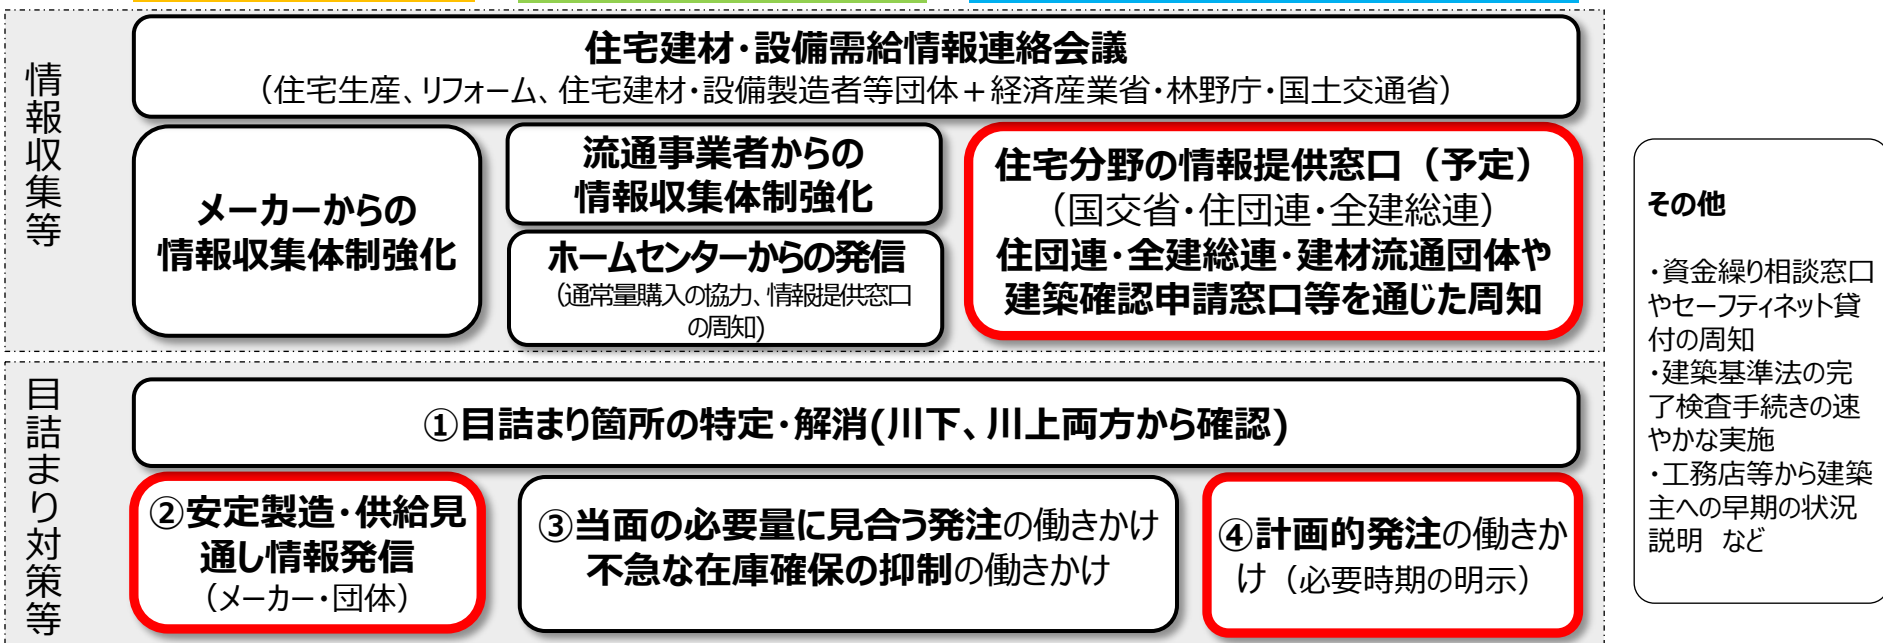 情報収集等
住宅建材・設備需給情報連絡会議
（住宅生産、リフォーム、住宅建材・設備製造者等団体＋経済産業省・林野庁・国土交通省）
メーカーからの
情報収集体制強化
流通事業者からの
情報収集体制強化
ホームセンターからの発信
（通常量購入の協力、情報提供窓口
の周知)
住宅分野の情報提供窓口（予定）
（国交省・住団連・全建総連）
住団連・全建総連・建材流通団体や
建築確認申請窓口等を通じた周知
目詰まり対策等
①目詰まり箇所の特定・解消(川下、川上両方から確認)
②安定製造・供給見
通し情報発信
（メーカー・団体）
③当面の必要量に見合う発注の働きかけ
不急な在庫確保の抑制の働きかけ
④計画的発注の働きか
け（必要時期の明示）
その他
・資金繰り相談窓口
やセーフティネット貸
付の周知
・建築基準法の完
了検査手続きの速
やかな実施
・工務店等から建築
主への早期の状況
説明　など